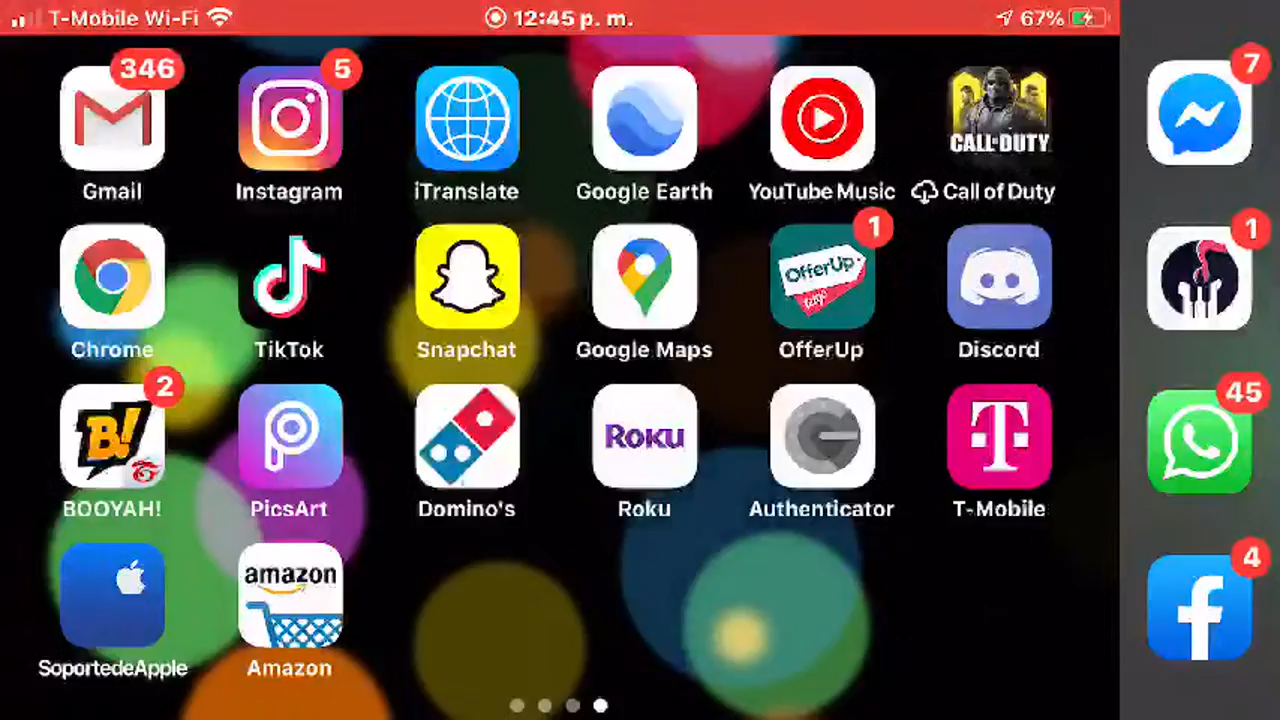 T-Mobile Wi-Fi 12:45 p. m. 67%
346 5 7
CALL OF DUTY
Gmail Instagram iTranslate Google Earth YouTube Music Call of Duty
1 1
OfferUp
letgo
Chrome TikTok Snapchat Google Maps OfferUp Discord
2 45
B!
Roku
T
BOOYAH! PicsArt Domino's Roku Authenticator T-Mobile
4
amazon
f
SoportedeApple Amazon